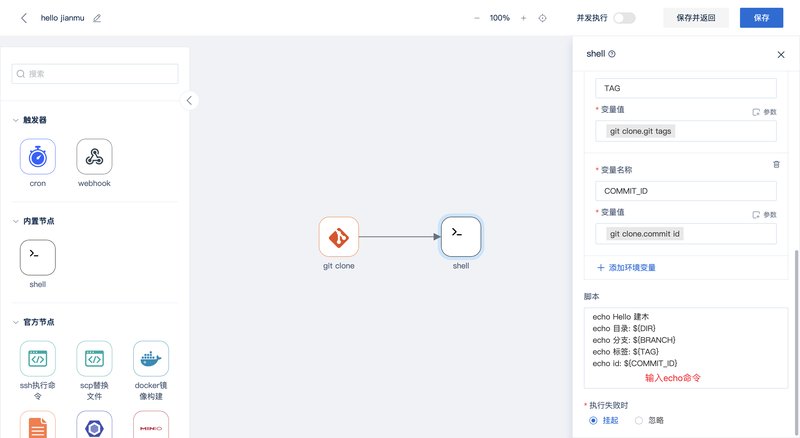 hello jianmu
100%
并发执行
保存并返回
保存
搜索
触发器
cron
webhook
内置节点
shell
官方节点
ssh执行命
令
scp替换
文件
docker镜
像构建
MINIO
git clone
shell
shell
TAG
* 变量值
参数
git clone.git tags
* 变量名称
COMMIT_ID
* 变量值
参数
git clone.commit id
+ 添加环境变量
脚本
echo Hello 建木
echo 目录: ${DIR}
echo 分支: ${BRANCH}
echo 标签: ${TAG}
echo id: ${COMMIT_ID}
输入echo命令
* 执行失败时
挂起
忽略